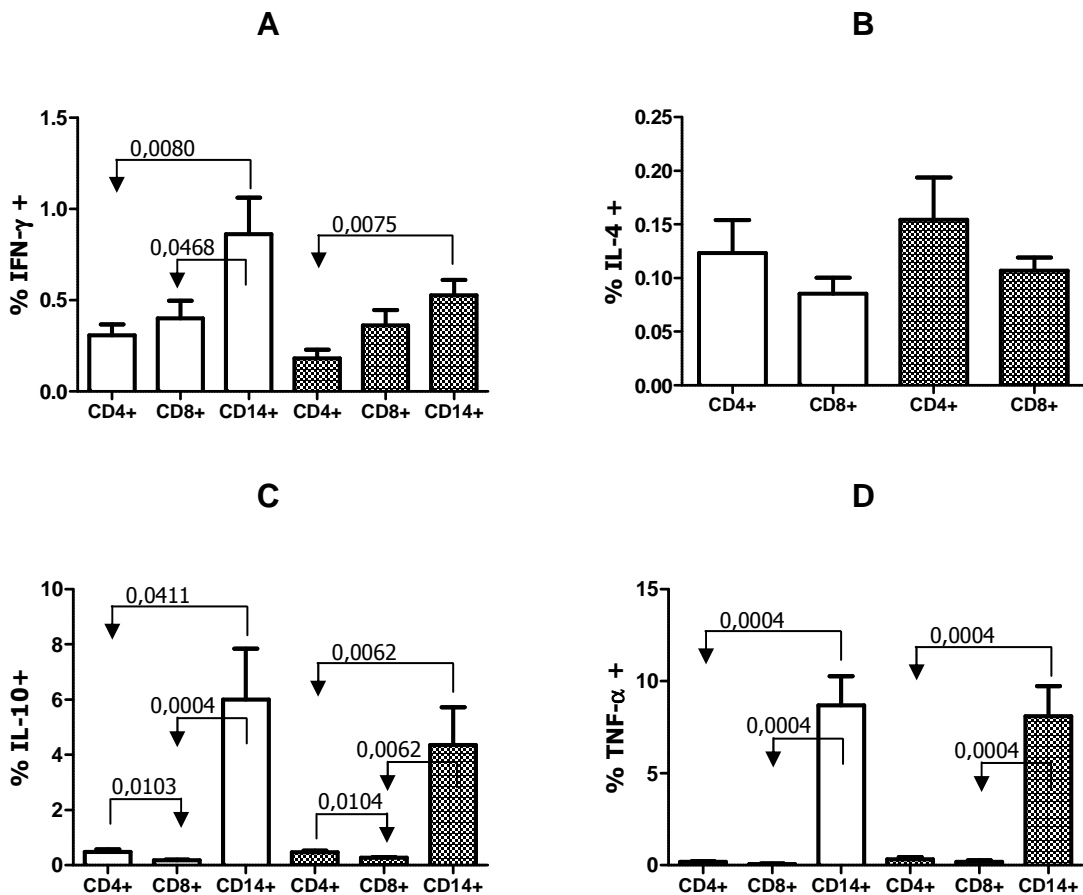 A
% IFN-γ +
1.5
1.0
0.5
0.0
0,0080
0,0468
0,0075
CD4+ CD8+ CD14+ CD4+ CD8+ CD14+
B
% IL-4 +
0.25
0.20
0.15
0.10
0.05
0.00
CD4+ CD8+ CD4+ CD8+
C
% IL-10+
10
8
6
4
2
0
0,0411
0,0004
0,0103
0,0062
0,0062
0,0104
CD4+ CD8+ CD14+ CD4+ CD8+ CD14+
D
% TNF-α +
15
10
5
0
0,0004
0,0004
0,0004
0,0004
CD4+ CD8+ CD14+ CD4+ CD8+ CD14+